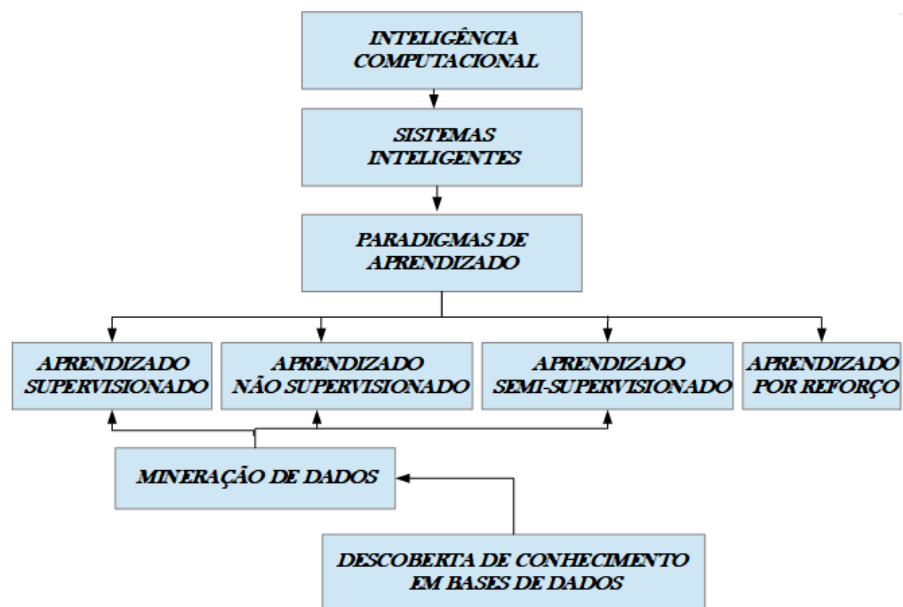 INTELIGÊNCIA
COMPUTACIONAL
SISTEMAS
INTELIGENTES
PARADIGMAS DE
APRENDIZADO
APRENDIZADO
SUPERVISIONADO
APRENDIZADO
NÃO SUPERVISIONADO
APRENDIZADO
SEMI-SUPERVISIONADO
APRENDIZADO
POR REFORÇO
MINERAÇÃO DE DADOS
DESCOBERTA DE CONHECIMENTO
EM BASES DE DADOS